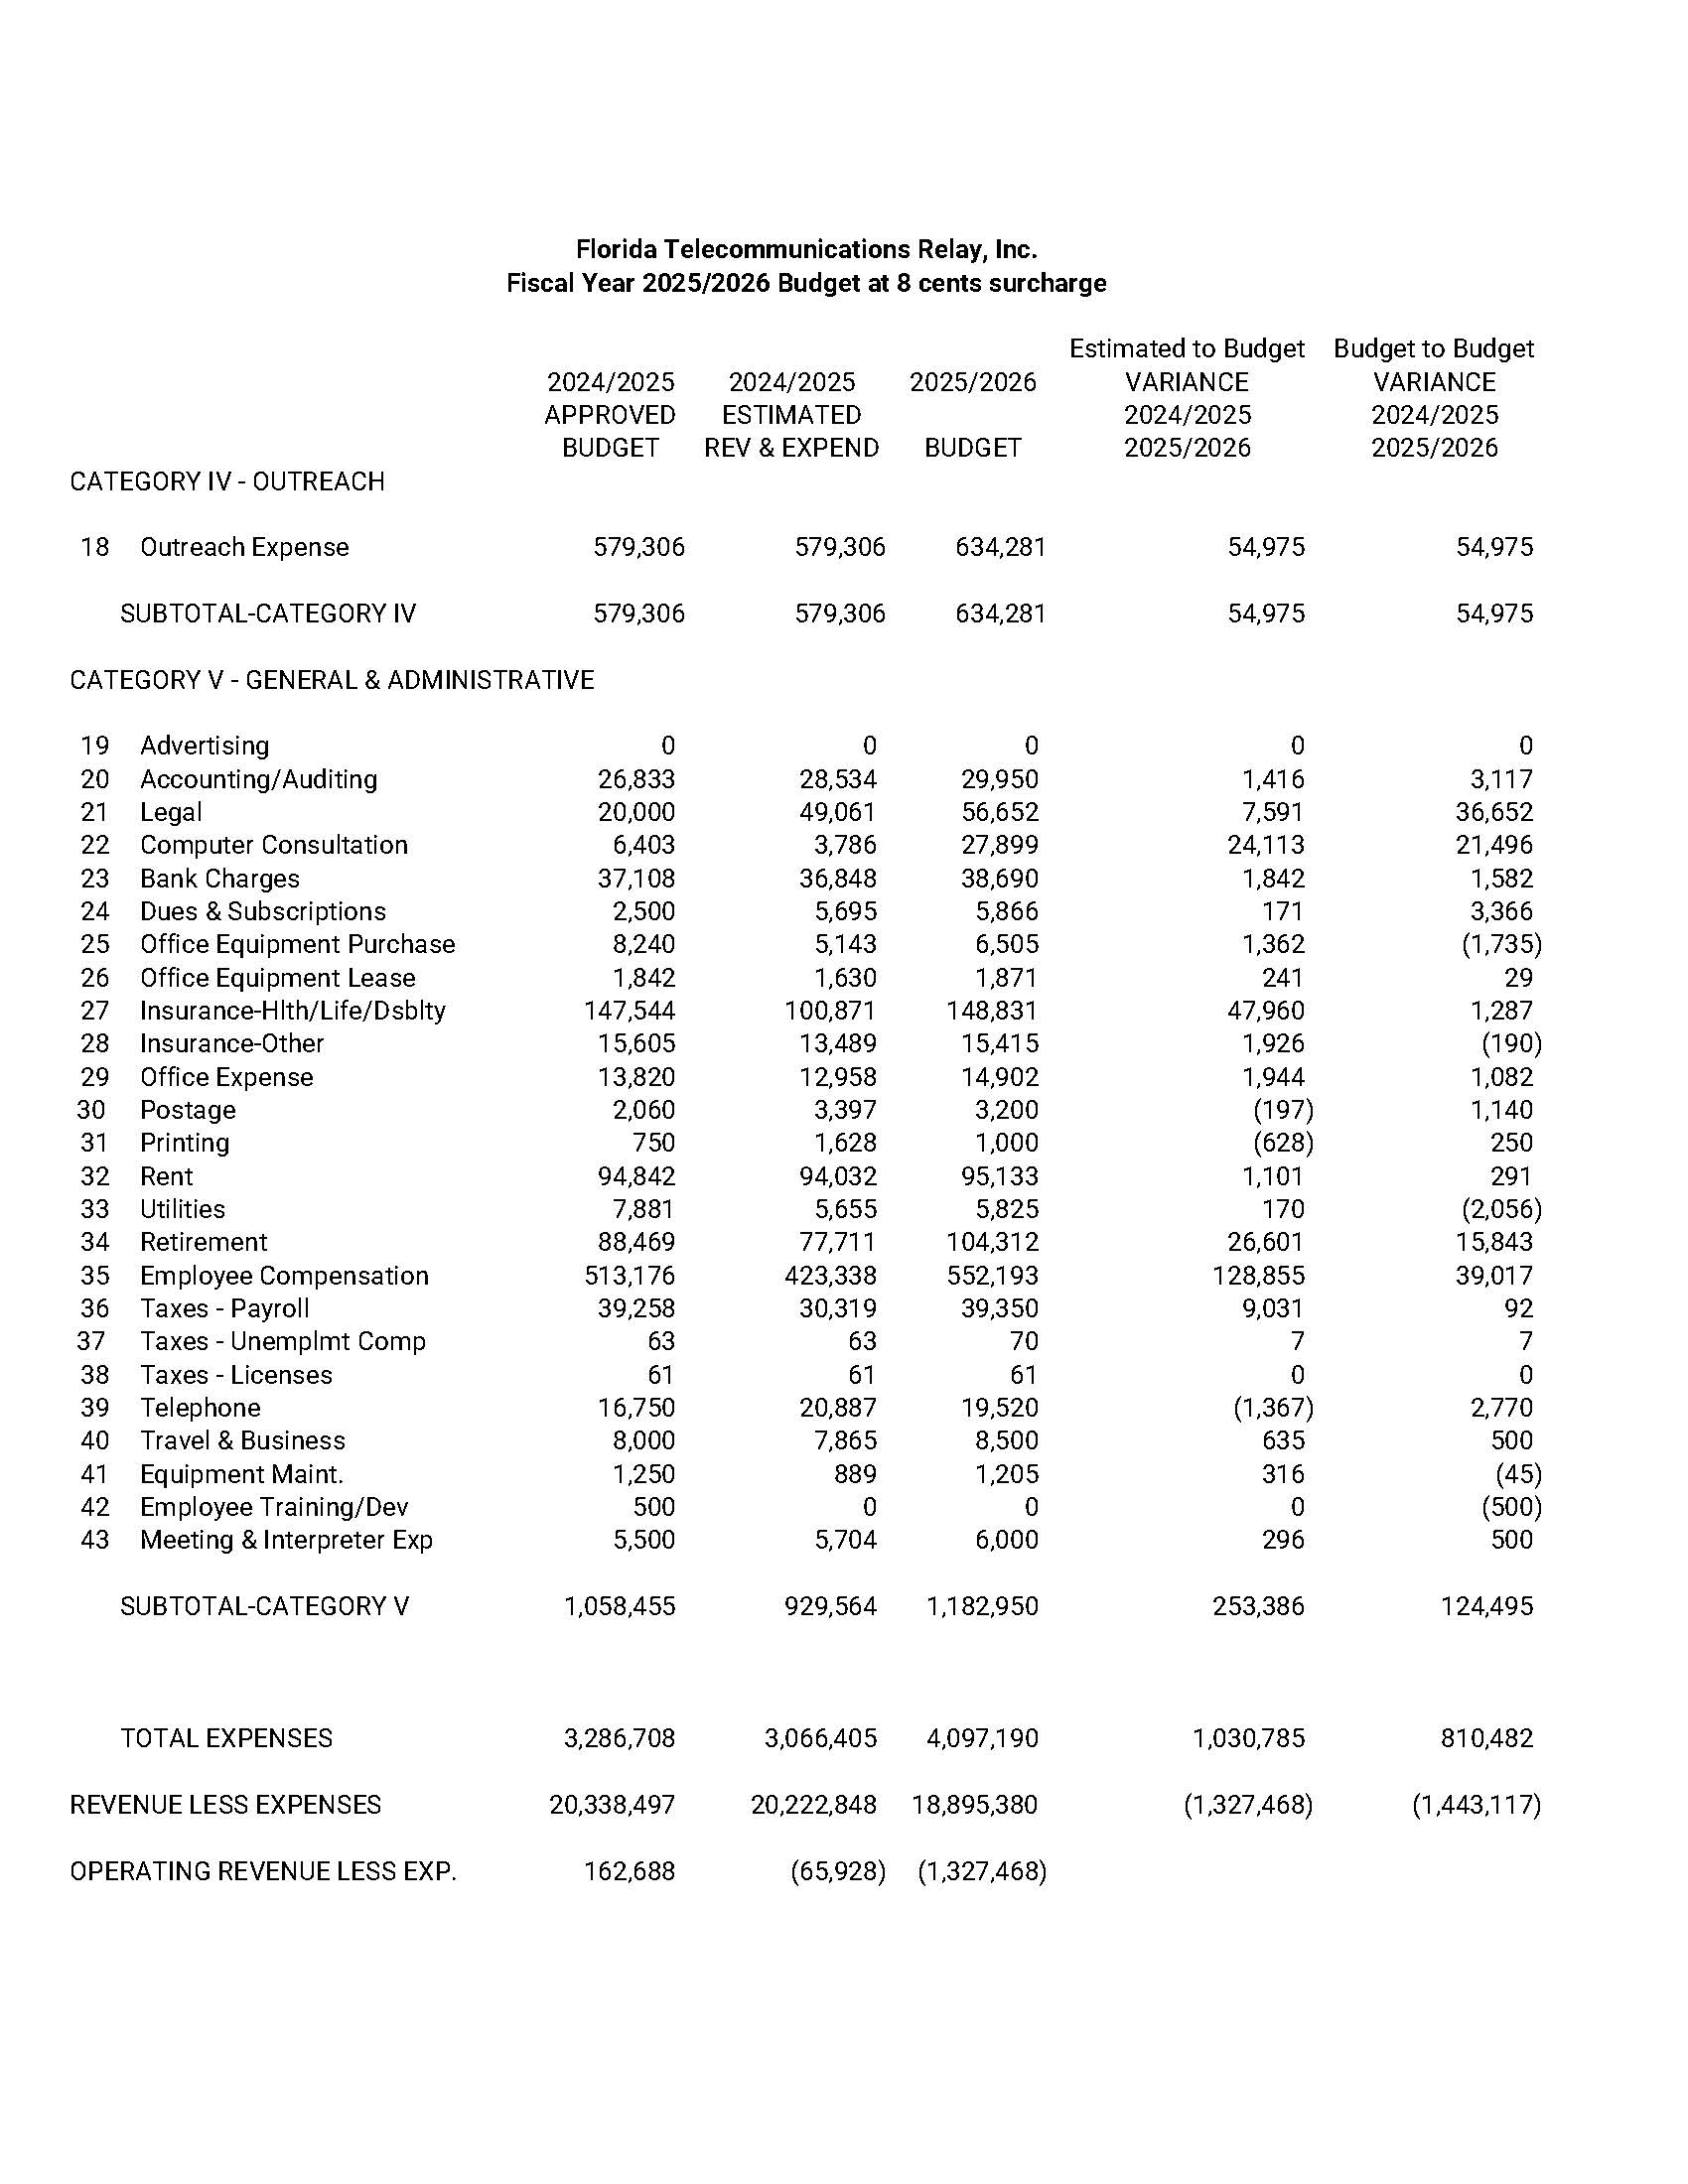 Florida Telecommunications Relay, Inc.
Fiscal Year 2025/2026 Budget at 8 cents surcharge
Estimated to Budget Budget to Budget
2024/2025 2024/2025 2025/2026 VARIANCE VARIANCE
APPROVED ESTIMATED 2024/2025 2024/2025
BUDGET REV & EXPEND BUDGET 2025/2026 2025/2026
CATEGORY IV - OUTREACH
18 Outreach Expense 579,306 579,306 634,281 54,975 54,975
SUBTOTAL-CATEGORY IV 579,306 579,306 634,281 54,975 54,975
CATEGORY V - GENERAL & ADMINISTRATIVE
19 Advertising 0 0 0 0 0
20 Accounting/Auditing 26,833 28,534 29,950 1,416 3,117
21 Legal 20,000 49,061 56,652 7,591 36,652
22 Computer Consultation 6,403 3,786 27,899 24,113 21,496
23 Bank Charges 37,108 36,848 38,690 1,842 1,582
24 Dues & Subscriptions 2,500 5,695 5,866 171 3,366
25 Office Equipment Purchase 8,240 5,143 6,505 1,362 (1,735)
26 Office Equipment Lease 1,842 1,630 1,871 241 29
27 Insurance-Hlth/Life/Dsblty 147,544 100,871 148,831 47,960 1,287
28 Insurance-Other 15,605 13,489 15,415 1,926 (190)
29 Office Expense 13,820 12,958 14,902 1,944 1,082
30 Postage 2,060 3,397 3,200 (197) 1,140
31 Printing 750 1,628 1,000 (628) 250
32 Rent 94,842 94,032 95,133 1,101 291
33 Utilities 7,881 5,655 5,825 170 (2,056)
34 Retirement 88,469 77,711 104,312 26,601 15,843
35 Employee Compensation 513,176 423,338 552,193 128,855 39,017
36 Taxes - Payroll 39,258 30,319 39,350 9,031 92
37 Taxes - Unemplmt Comp 63 63 70 7 7
38 Taxes - Licenses 61 61 61 0 0
39 Telephone 16,750 20,887 19,520 (1,367) 2,770
40 Travel & Business 8,000 7,865 8,500 635 500
41 Equipment Maint. 1,250 889 1,205 316 (45)
42 Employee Training/Dev 500 0 0 0 (500)
43 Meeting & Interpreter Exp 5,500 5,704 6,000 296 500
SUBTOTAL-CATEGORY V 1,058,455 929,564 1,182,950 253,386 124,495
TOTAL EXPENSES 3,286,708 3,066,405 4,097,190 1,030,785 810,482
REVENUE LESS EXPENSES 20,338,497 20,222,848 18,895,380 (1,327,468) (1,443,117)
OPERATING REVENUE LESS EXP. 162,688 (65,928) (1,327,468)